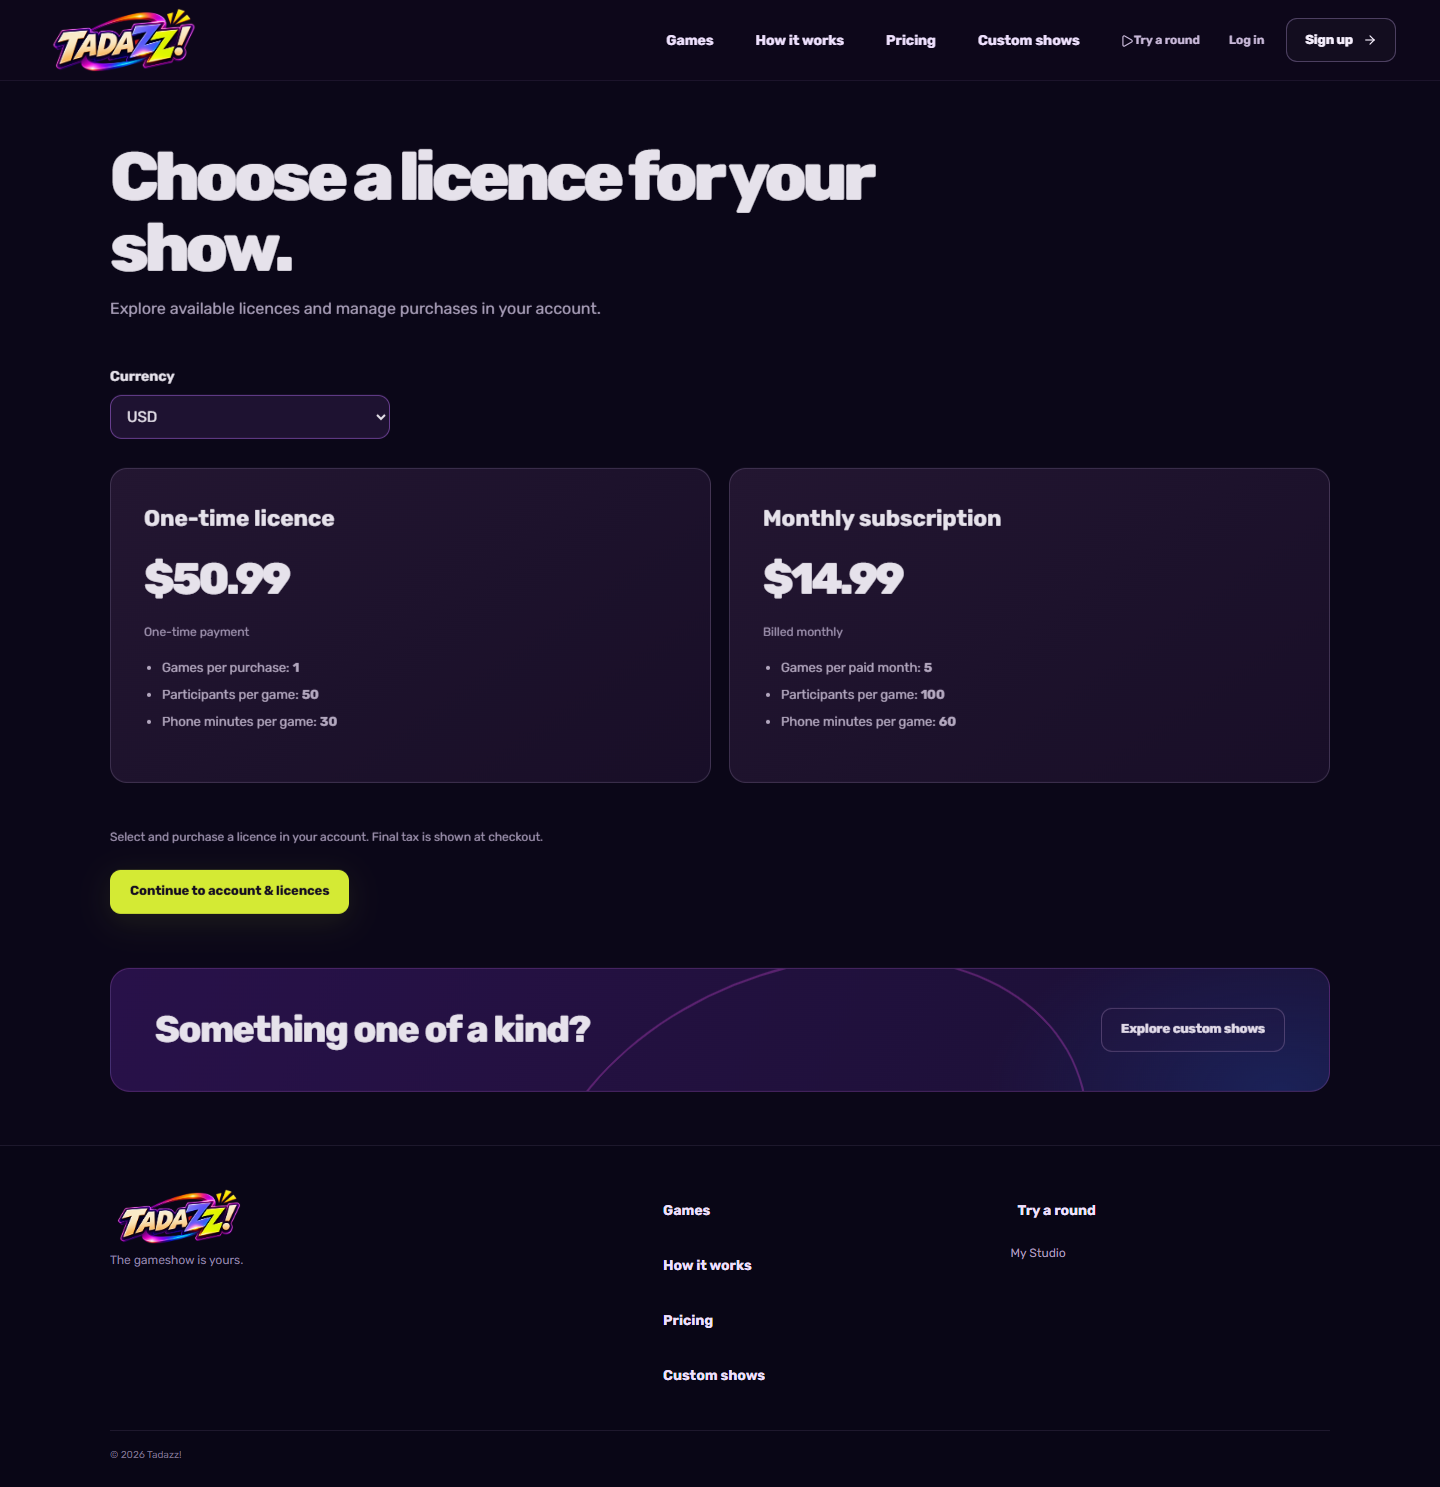 TADAZZ!
Games
How it works
Pricing
Custom shows
Try a round
Log in
Sign up
Choose a licence for your
show.
Explore available licences and manage purchases in your account.
Currency
USD
One-time licence
$50.99
One-time payment
Games per purchase: 1
Participants per game: 50
Phone minutes per game: 30
Monthly subscription
$14.99
Billed monthly
Games per paid month: 5
Participants per game: 100
Phone minutes per game: 60
Select and purchase a licence in your account. Final tax is shown at checkout.
Continue to account & licences
Something one of a kind?
Explore custom shows
TADAZZ!
The gameshow is yours.
Games
How it works
Pricing
Custom shows
Try a round
My Studio
© 2026 Tadazz!